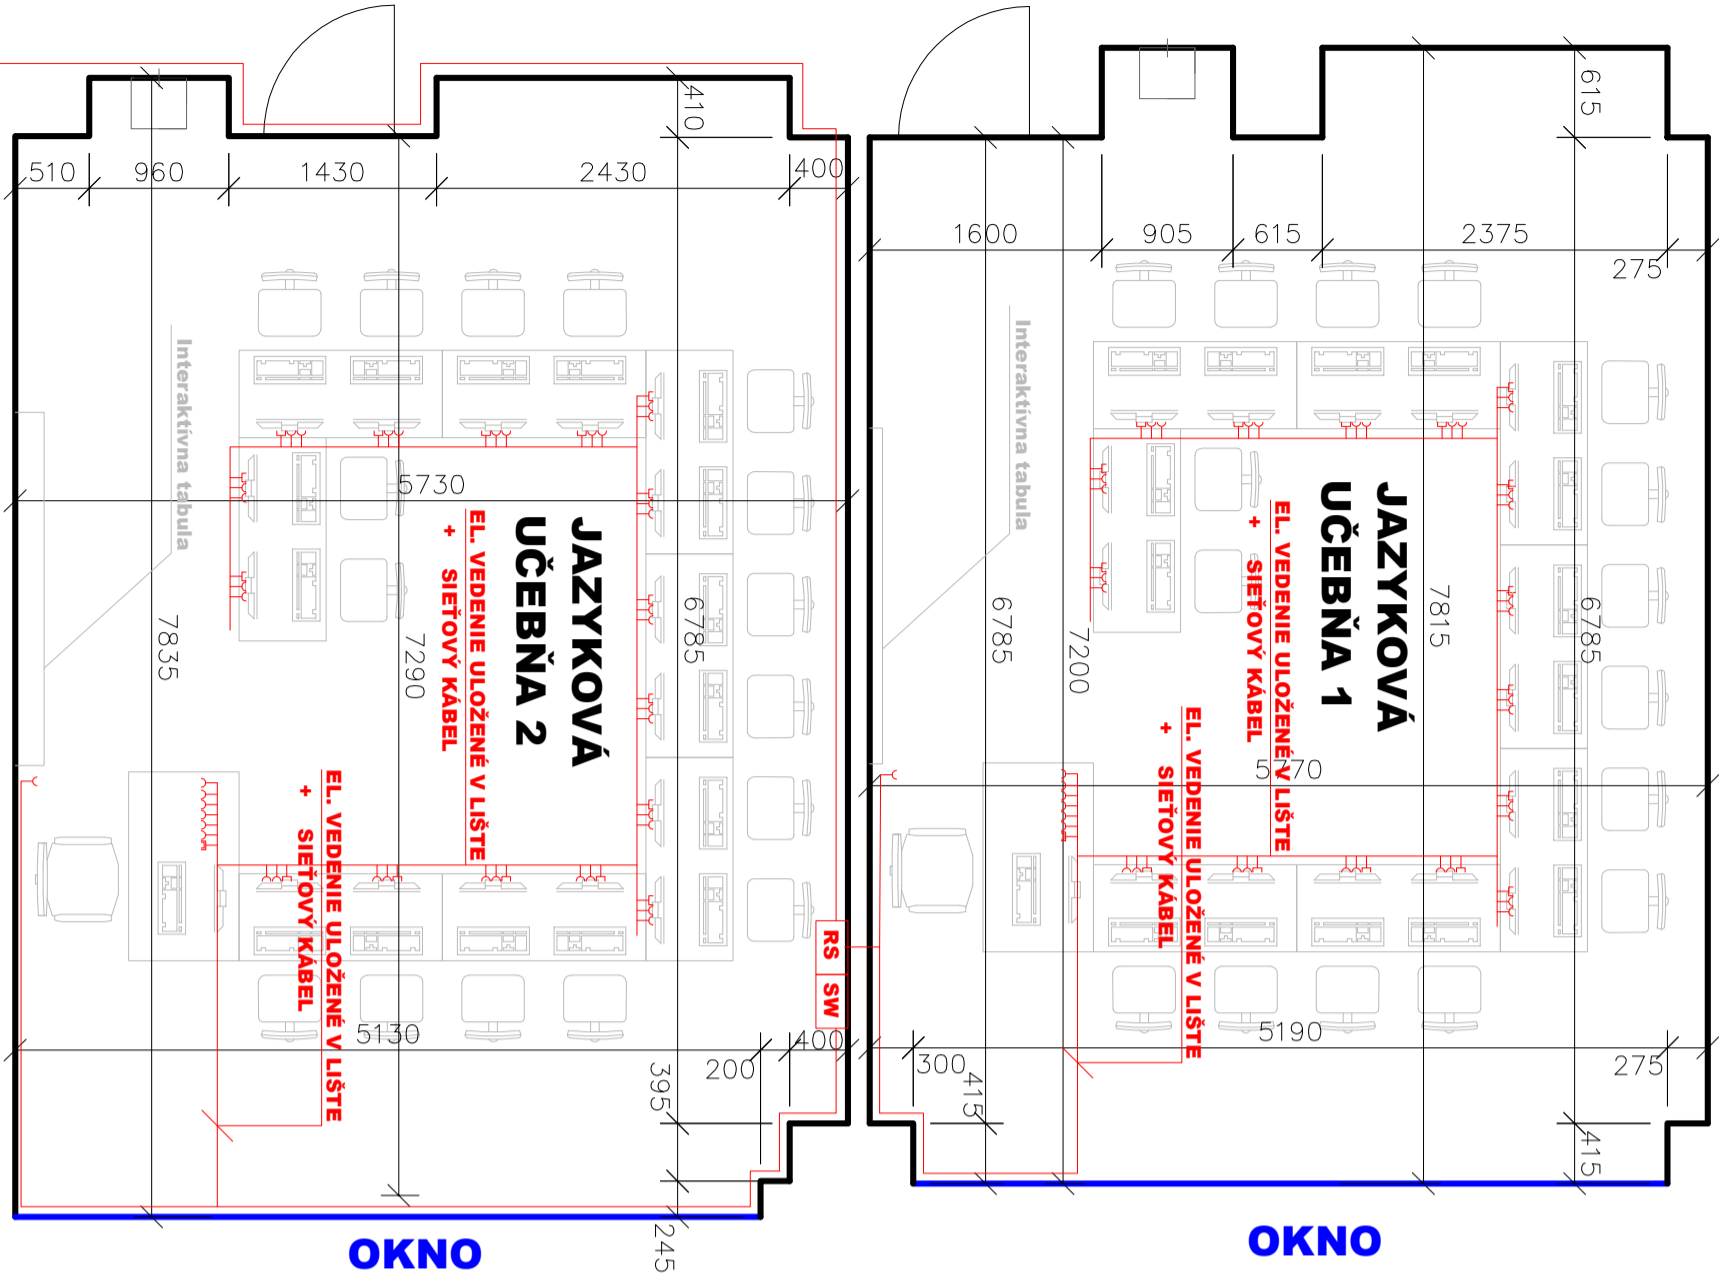 410
510
960
1430
2430
400
Interaktívna tabula
5730
JAZYKOVÁ
UČEBŇA 2
EL. VEDENIE ULOŽENÉ V LIŠTE
+ SIEŤOVÝ KÁBEL
7835
7290
6785
EL. VEDENIE ULOŽENÉ V LIŠTE
+ SIEŤOVÝ KÁBEL
RS
SW
5130
200
400
395
245
OKNO
615
1600
905
615
2375
275
Interaktívna tabula
JAZYKOVÁ
UČEBŇA 1
EL. VEDENIE ULOŽENÉ V LIŠTE
+ SIEŤOVÝ KÁBEL
6785
7200
7815
6785
5770
EL. VEDENIE ULOŽENÉ V LIŠTE
+ SIEŤOVÝ KÁBEL
5190
300
415
275
415
OKNO